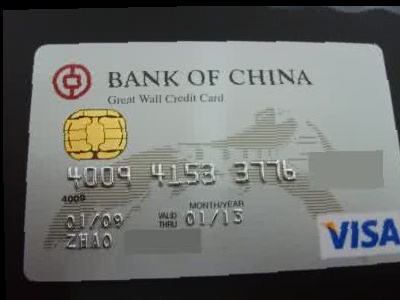 BANK OF CHINA
Great Wall Credit Card
4009 4153 3776
4009
MONTH/YEAR
01/09 VALID THRU 01/13
ZHAO
VISA